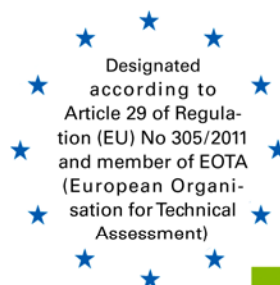 Designated
according to
Article 29 of Regula-
tion (EU) No 305/2011
and member of EOTA
(European Organi-
sation for Technical
Assessment)